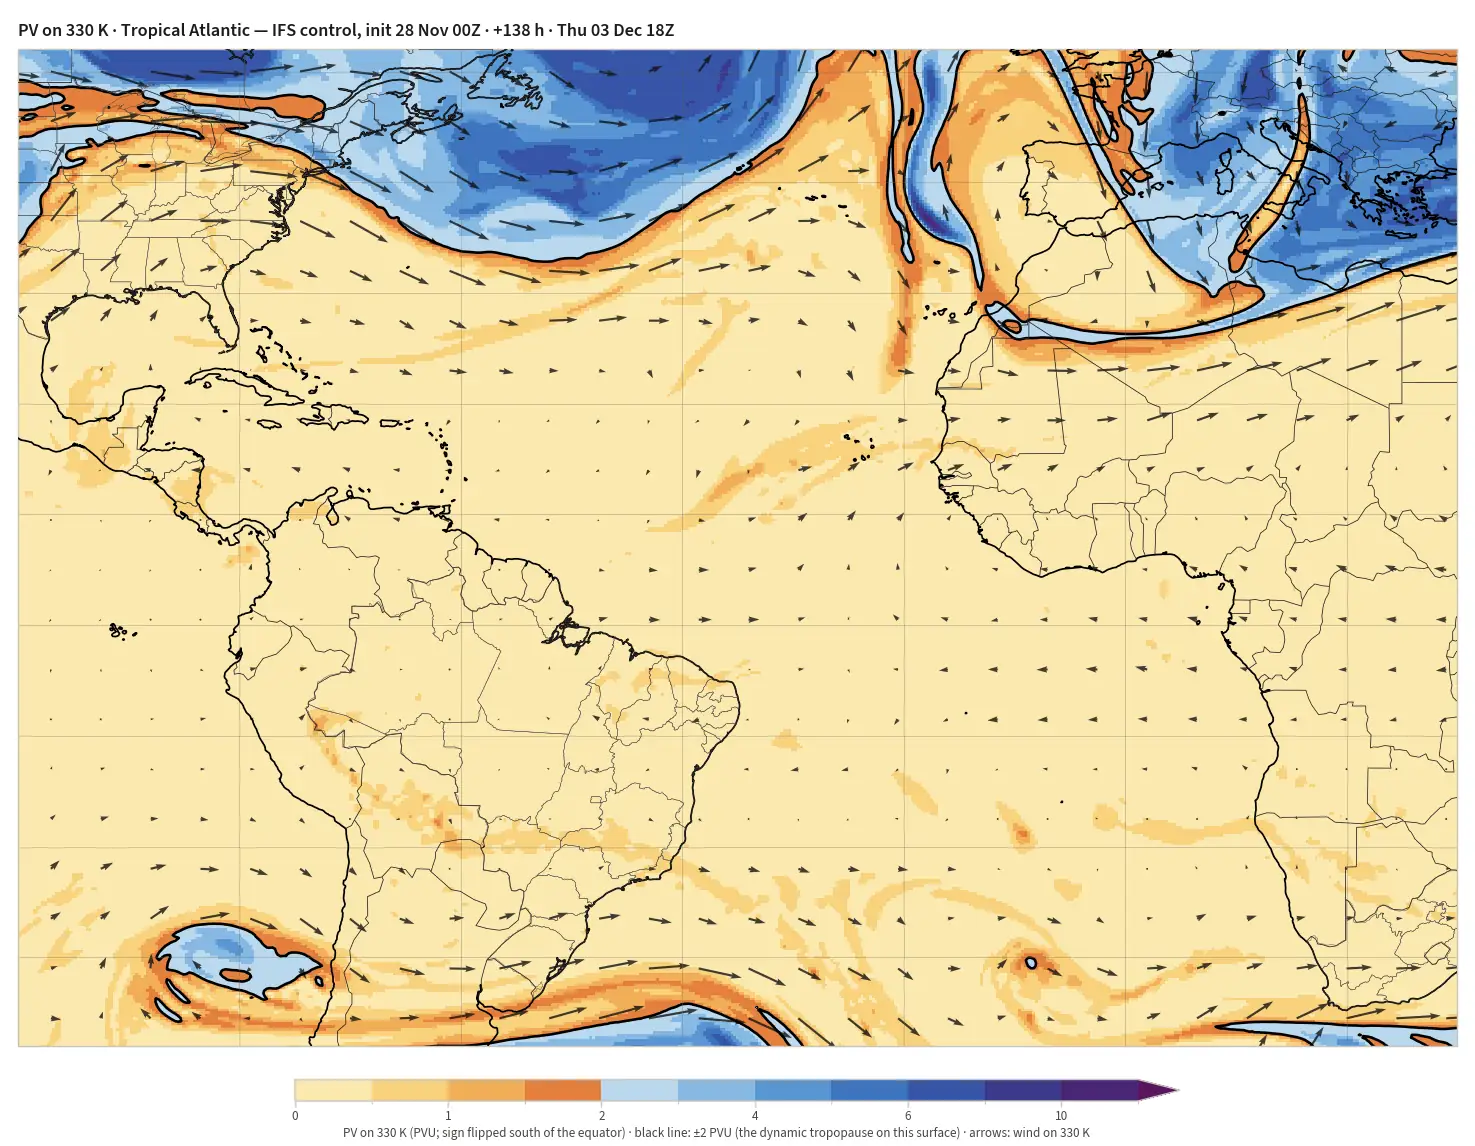 PV on 330 K · Tropical Atlantic — IFS control, init 28 Nov 00Z · +138 h · Thu 03 Dec 18Z
0 1 2 4 6 10
PV on 330 K (PVU; sign flipped south of the equator) · black line: ±2 PVU (the dynamic tropopause on this surface) · arrows: wind on 330 K